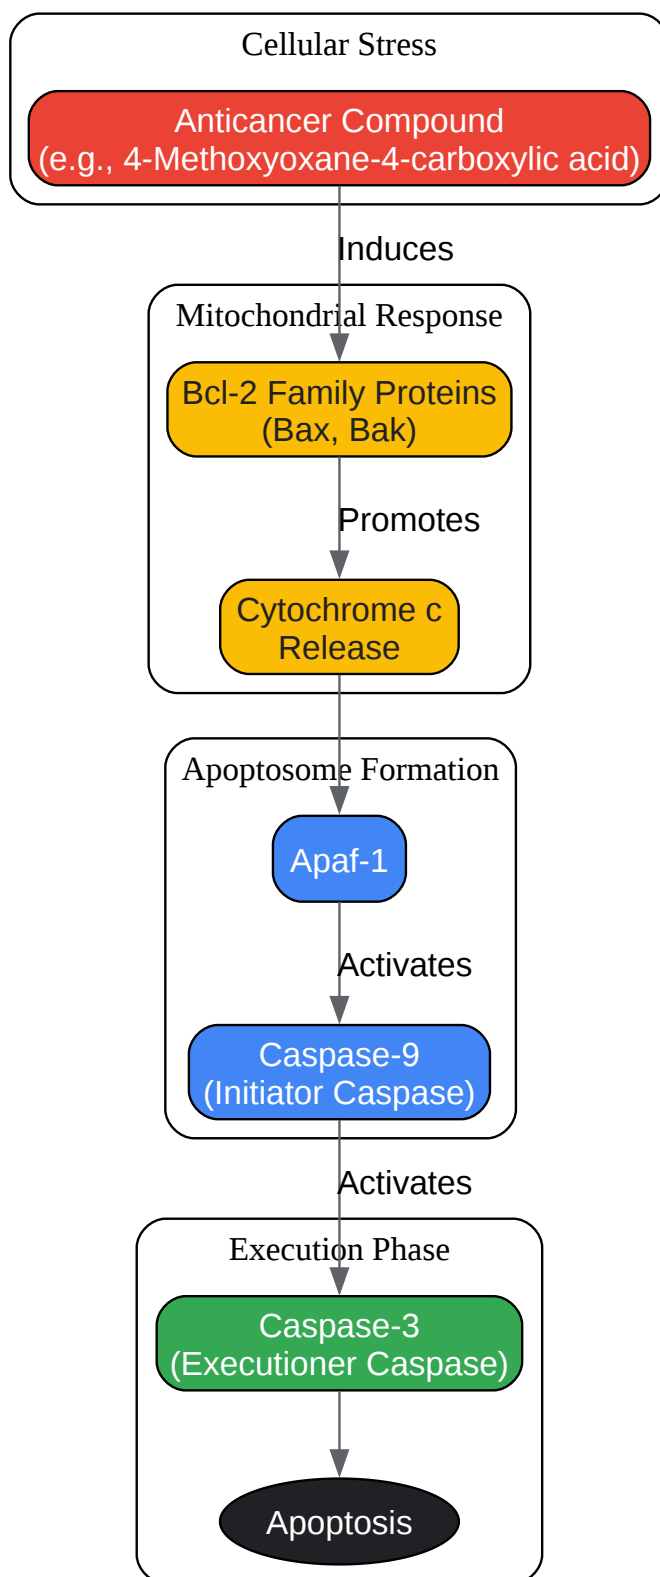 Cellular Stress
Anticancer Compound
(e.g., 4-Methoxyoxane-4-carboxylic acid)
Induces
Mitochondrial Response
Bcl-2 Family Proteins
(Bax, Bak)
Promotes
Cytochrome c
Release
Apoptosome Formation
Apaf-1
Activates
Caspase-9
(Initiator Caspase)
Activates
Execution Phase
Caspase-3
(Executioner Caspase)
Apoptosis